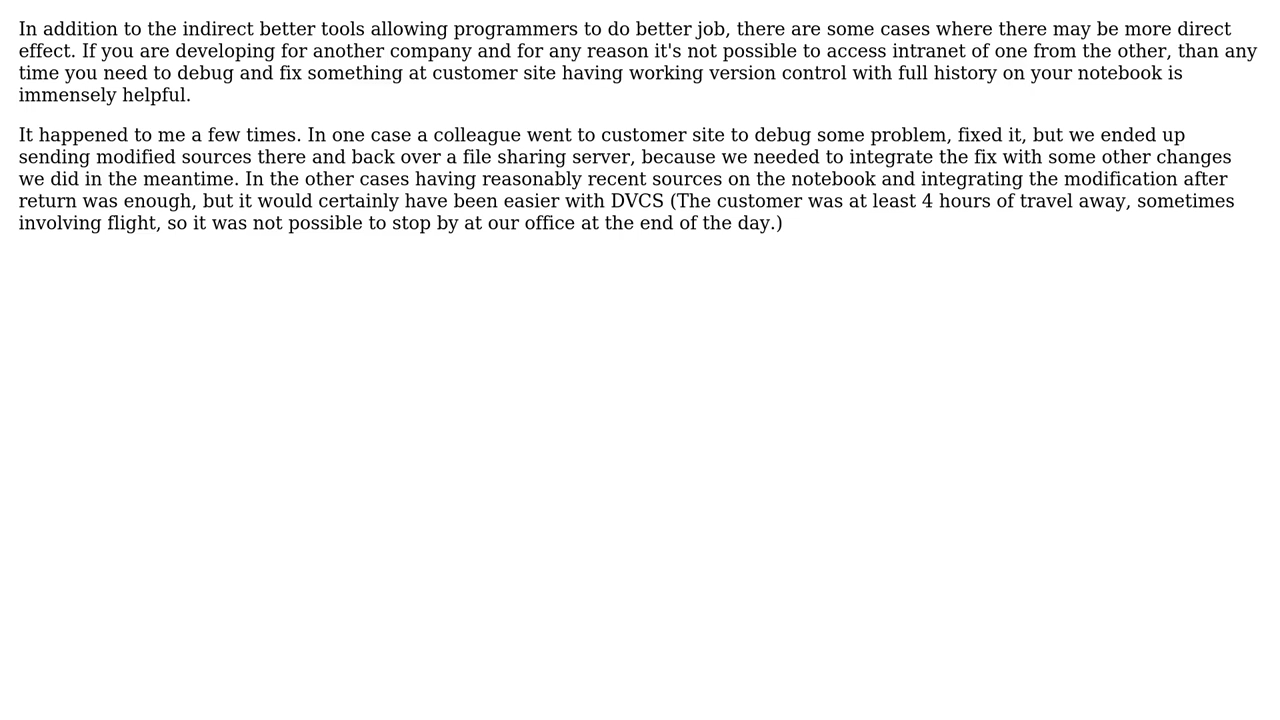 In addition to the indirect better tools allowing programmers to do better job, there are some cases where there may be more direct
effect. If you are developing for another company and for any reason it's not possible to access intranet of one from the other, than any
time you need to debug and fix something at customer site having working version control with full history on your notebook is
immensely helpful.
It happened to me a few times. In one case a colleague went to customer site to debug some problem, fixed it, but we ended up
sending modified sources there and back over a file sharing server, because we needed to integrate the fix with some other changes
we did in the meantime. In the other cases having reasonably recent sources on the notebook and integrating the modification after
return was enough, but it would certainly have been easier with DVCS (The customer was at least 4 hours of travel away, sometimes
involving flight, so it was not possible to stop by at our office at the end of the day.)